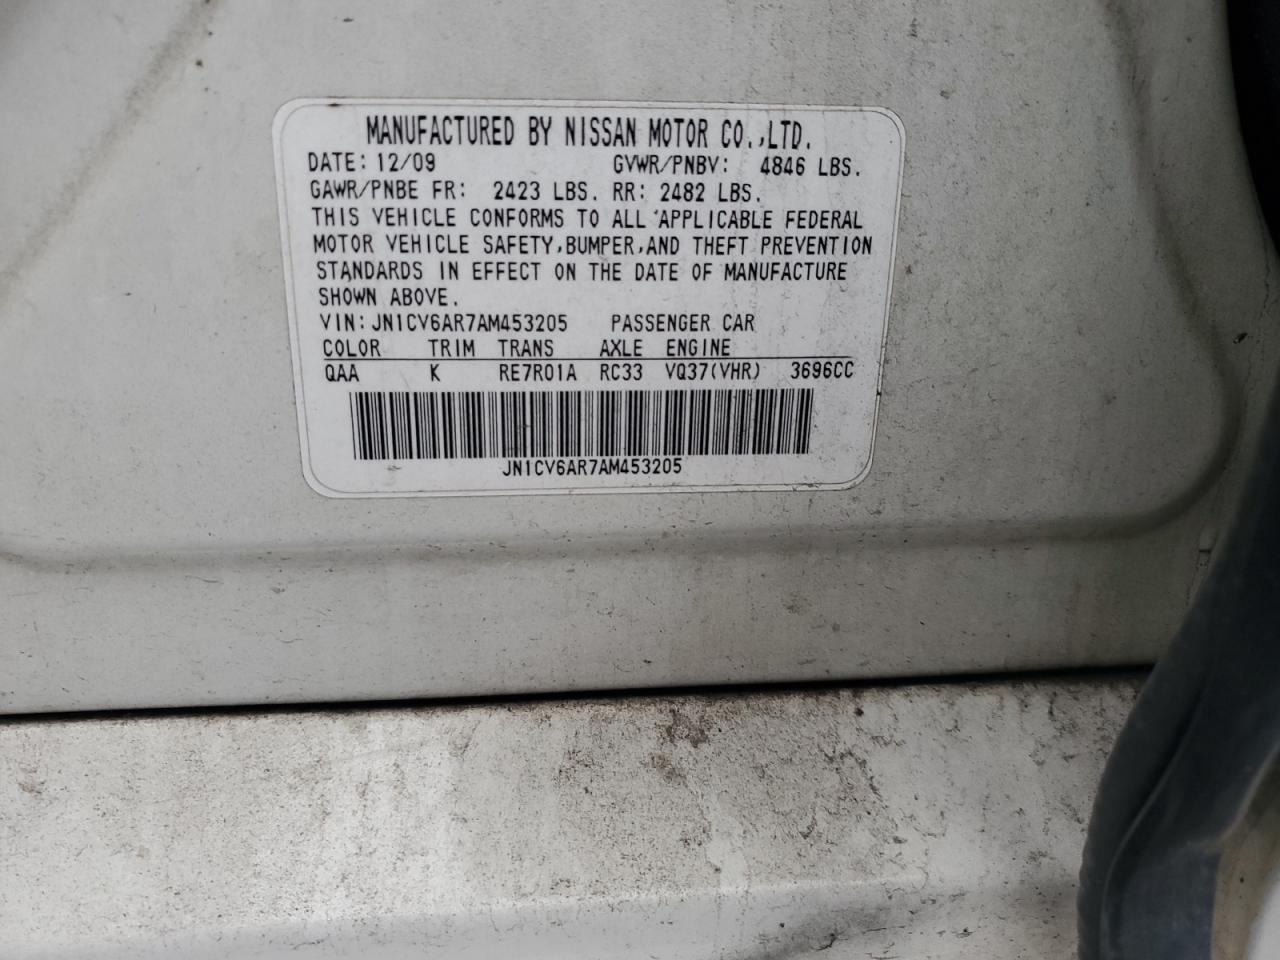 MANUFACTURED BY NISSAN MOTOR CO.,LTD.
DATE: 12/09 GVWR/PNBV: 4846 LBS.
GAWR/PNBE FR: 2423 LBS. RR: 2482 LBS.
THIS VEHICLE CONFORMS TO ALL APPLICABLE FEDERAL
MOTOR VEHICLE SAFETY,BUMPER,AND THEFT PREVENTION
STANDARDS IN EFFECT ON THE DATE OF MANUFACTURE
SHOWN ABOVE.
VIN:JN1CV6AR7AM453205 PASSENGER CAR
COLOR TRIM TRANS AXLE ENGINE
QAA K RE7R01A RC33 VQ37(VHR) 3696CC
JN1CV6AR7AM453205